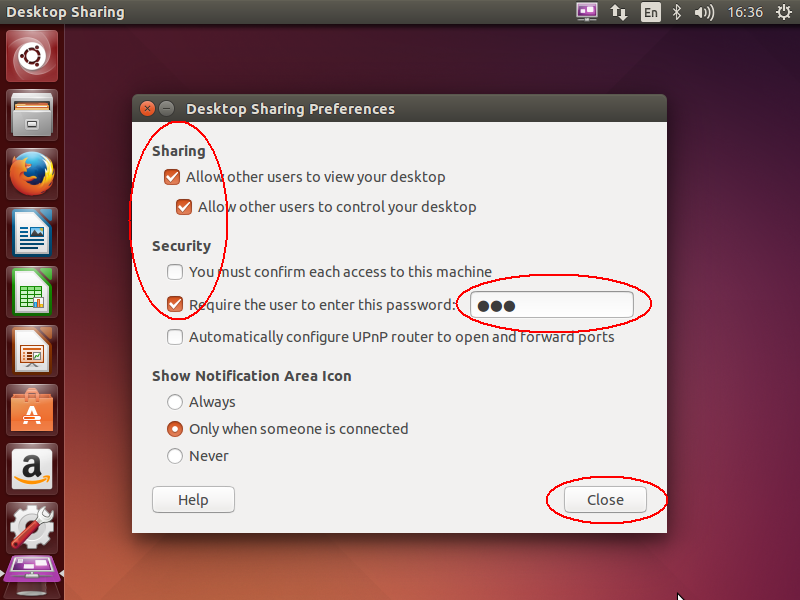 Desktop Sharing
En
16:36
Desktop Sharing Preferences
Sharing
Allow other users to view your desktop
Allow other users to control your desktop
Security
You must confirm each access to this machine
Require the user to enter this password:
Automatically configure UPnP router to open and forward ports
Show Notification Area Icon
Always
Only when someone is connected
Never
Help
Close
a